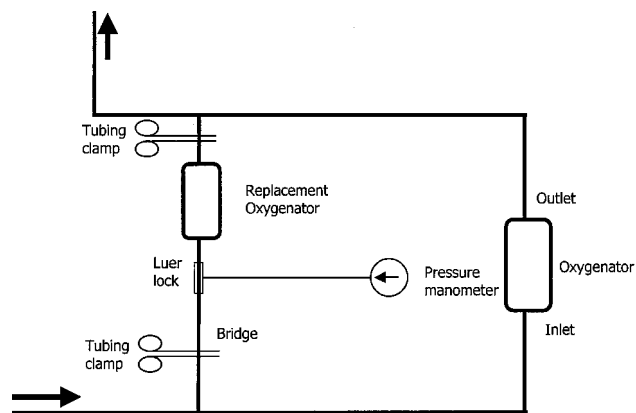 Tubing
clamp
Replacement
Oxygenator
Outlet
Luer
lock
Pressure
manometer
Oxygenator
Inlet
Bridge
Tubing
clamp